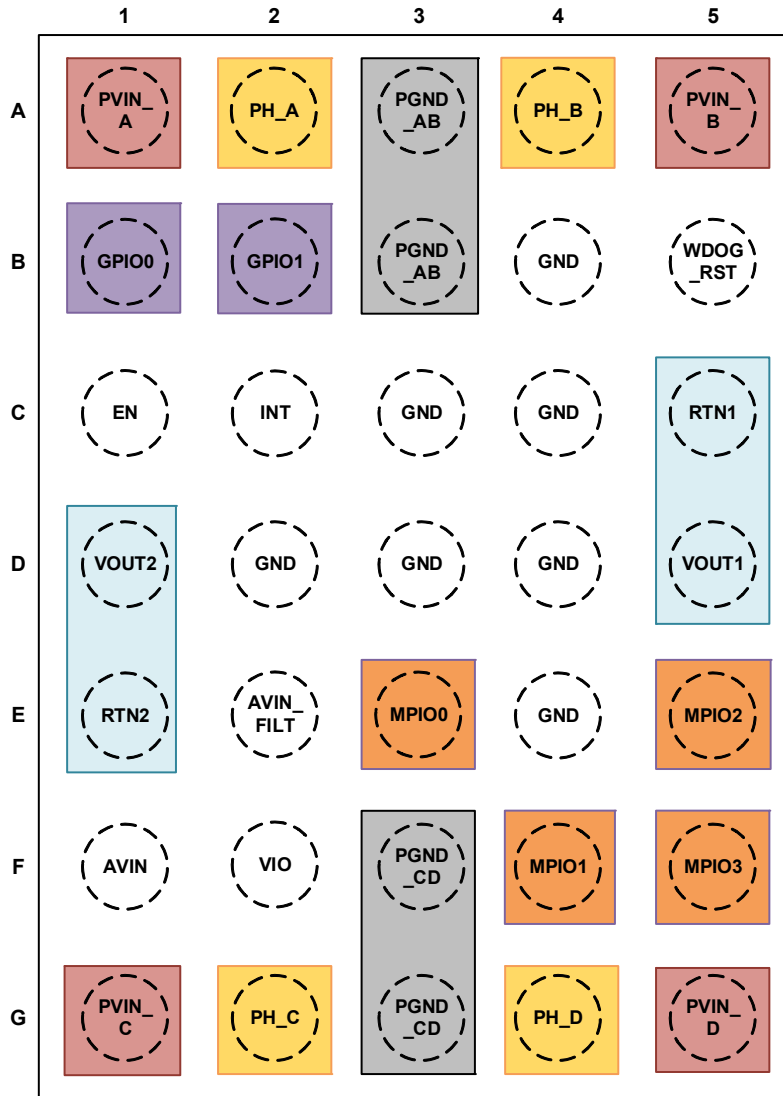 1 2 3 4 5
A PVIN_ PH_A PGND PH_B PVIN_
A _AB B
B GPIO0 GPIO1 PGND GND WDOG
_AB _RST
C EN INT GND GND RTN1
D VOUT2 GND GND GND VOUT1
E RTN2 AVIN_ MPIO0 GND MPIO2
FILT
F AVIN VIO PGND MPIO1 MPIO3
_CD
G PVIN_ PH_C PGND PH_D PVIN_
C _CD D